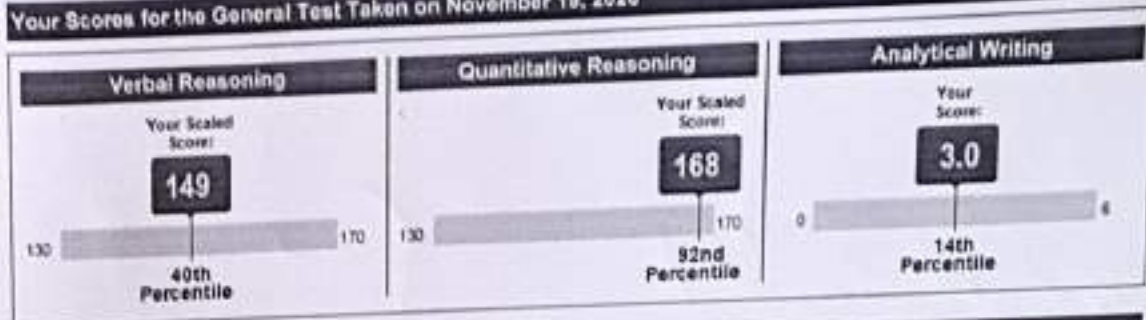 Your Scores for the General Test Taken on November
Verbal Reasoning
Your Scaled
Score:
149
130
170
40th
Percentile
Quantitative Reasoning
Your Scaled
Score:
168
130
170
92nd
Percentile
Analytical Writing
Your
Score:
3.0
0
6
14th
Percentile